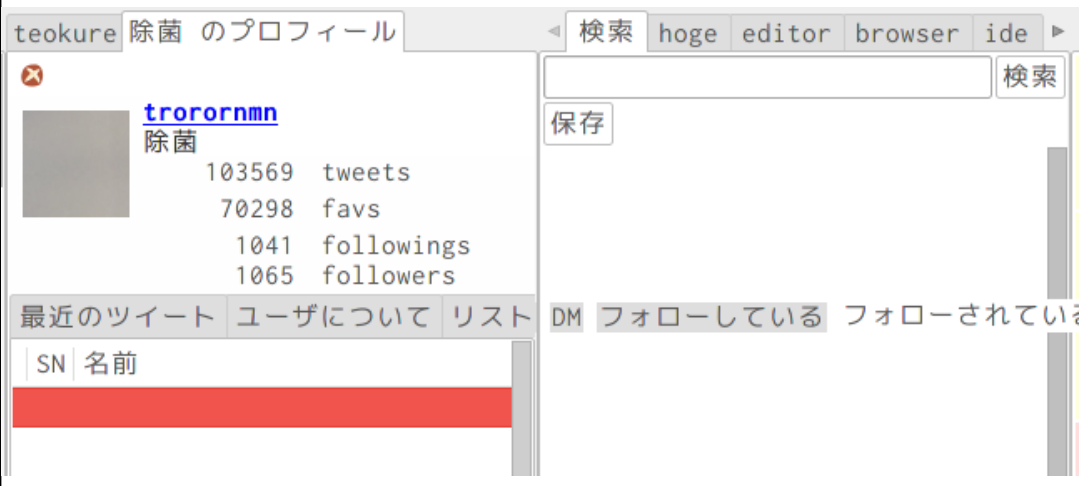 teokure 除菌 のプロフィール
trorornmn
除菌
103569 tweets
70298 favs
1041 followings
1065 followers
最近のツイート ユーザについて リスト DM フォローしている フォローされている
SN 名前
検索 hoge editor browser ide
検索
保存